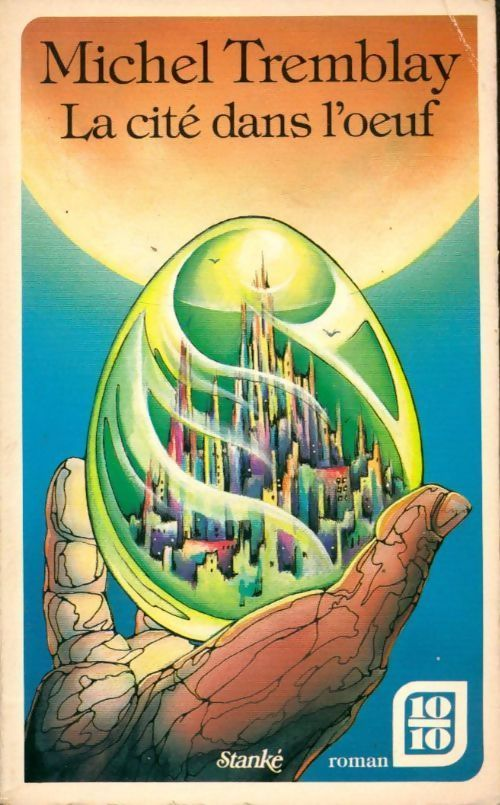 Michel Tremblay
La cité dans l'oeuf
Stanké
roman
10
10